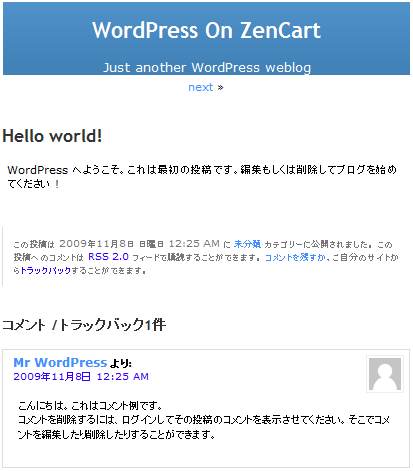 WordPress On ZenCart
Just another WordPress weblog
next »
Hello world!
WordPress へようこそ。これは最初の投稿です。編集もしくは削除してブログを始め
てください !
この投稿は 2009年11月8日 日曜日 12:25 AM に 未分類 カテゴリーに公開されました。 この
投稿へのコメントは RSS 2.0 フィードで購読することができます。 コメントを残すか、ご自分のサイトか
らトラックバックすることができます。
コメント / トラックバック1件
Mr WordPress より:
2009年11月8日 12:25 AM
こんにちは。これはコメント例です。
コメントを削除するには、ログインしてその投稿のコメントを表示させてください。そこでコメ
ントを編集したり削除したりすることができます。